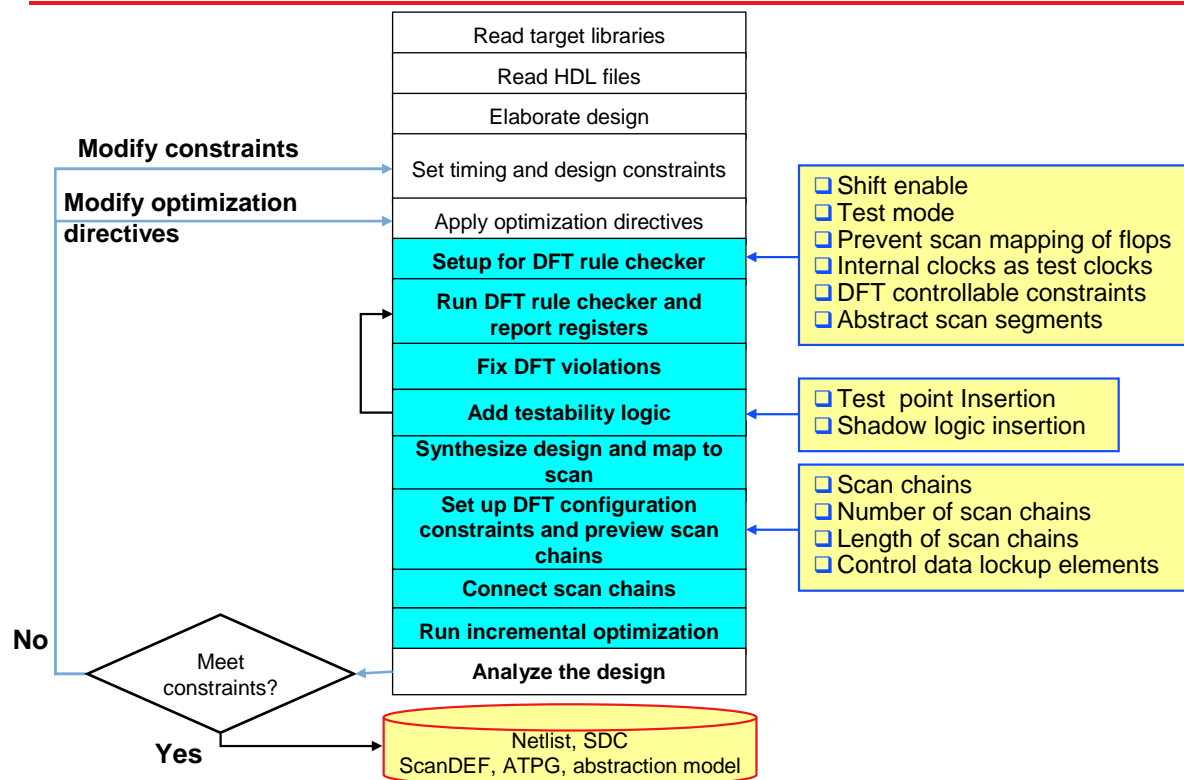 Read target libraries
Read HDL files
Elaborate design
Modify constraints
Set timing and design constraints
Modify optimization
directives
Apply optimization directives
Setup for DFT rule checker
Run DFT rule checker and
report registers
Fix DFT violations
Add testability logic
Synthesize design and map to
scan
Set up DFT configuration
constraints and preview scan
chains
Connect scan chains
Run incremental optimization
Analyze the design
Shift enable
Test mode
Prevent scan mapping of flops
Internal clocks as test clocks
DFT controllable constraints
Abstract scan segments
Test point Insertion
Shadow logic insertion
Scan chains
Number of scan chains
Length of scan chains
Control data lockup elements
No
Meet
constraints?
Yes
Netlist, SDC
ScanDEF, ATPG, abstraction model